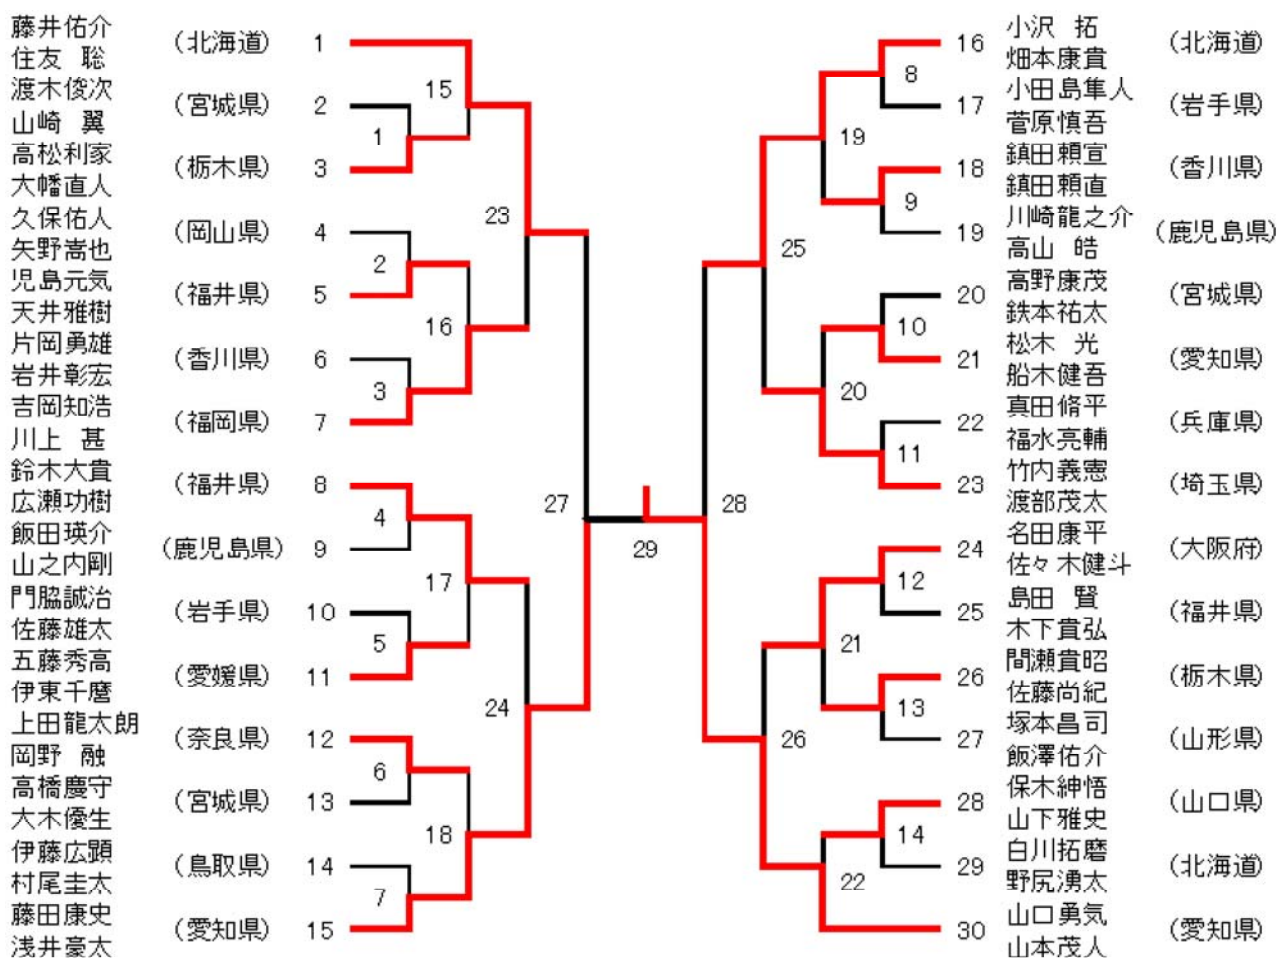 藤井佑介
住友 聡
(北海道) 1
渡木俊次
山崎 翼
(宮城県) 2
高松利家
大幡直人
(栃木県) 3
久保佑人
矢野嵩也
(岡山県) 4
児島元気
天井雅樹
(福井県) 5
片岡勇雄
岩井彰宏
(香川県) 6
吉岡知浩
川上 甚
(福岡県) 7
鈴木大貴
広瀬功樹
(福井県) 8
飯田瑛介
山之内剛
(鹿児島県) 9
門脇誠治
佐藤雄太
(岩手県) 10
五藤秀高
伊東千麿
(愛媛県) 11
上田龍太朗
岡野 融
(奈良県) 12
高橋慶守
大木優生
(宮城県) 13
伊藤広顕
村尾圭太
(鳥取県) 14
藤田康史
浅井豪太
(愛知県) 15
1
2
3
4
5
6
7
15
16
17
18
23
24
27
29
28
25
26
19
20
21
22
8
9
10
11
12
13
14
16 小沢 拓
畑本康貴
(北海道)
17 小田島隼人
菅原慎吾
(岩手県)
18 鎮田頼宣
鎮田頼直
(香川県)
19 川崎龍之介
高山 皓
(鹿児島県)
20 高野康茂
鉄本祐太
(宮城県)
21 松木 光
船木健吾
(愛知県)
22 真田脩平
福水亮輔
(兵庫県)
23 竹内義憲
渡部茂太
(埼玉県)
24 名田康平
佐々木健斗
(大阪府)
25 島田 賢
木下貴弘
(福井県)
26 間瀬貴昭
佐藤尚紀
(栃木県)
27 塚本昌司
飯澤佑介
(山形県)
28 保木紳悟
山下雅史
(山口県)
29 白川拓磨
野尻湧太
(北海道)
30 山口勇気
山本茂人
(愛知県)